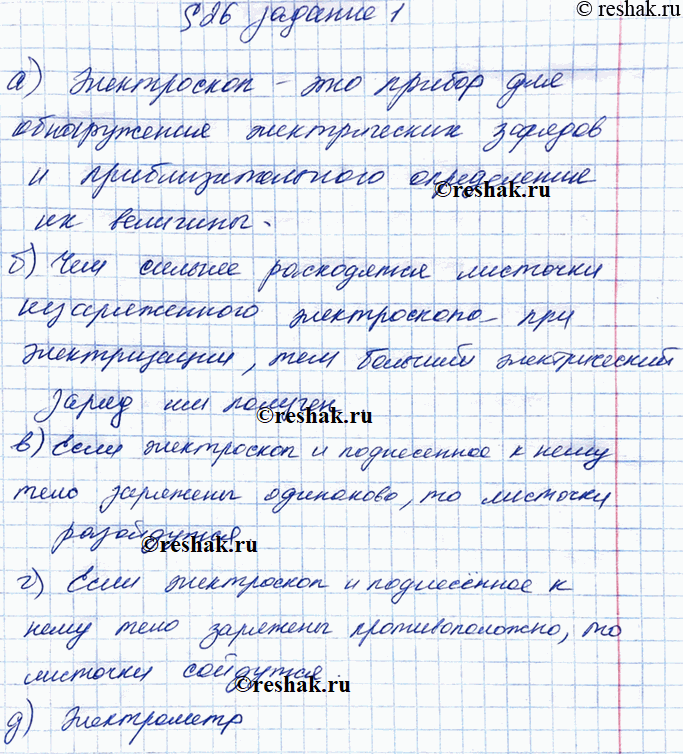 ©reshak.ru
§26 задание 1
а) Электроскоп - это прибор для
обнаружения электрических зарядов
и приблизительного определение
©reshak.ru
их величины.
б) Чем сильнее расходятся листочки
незаряженного электроскопа при
электризации, тем больший электрический
заряд им получен
©reshak.ru
в) Если электроскоп и поднесенное к нему
тело заряжены одинаково, то листочки
разойдутся
©reshak.ru
г) Если электроскоп и поднесённое к
нему тело заряжены противоположно, то
листочки сойдутся.
©reshak.ru
д) Электрометр